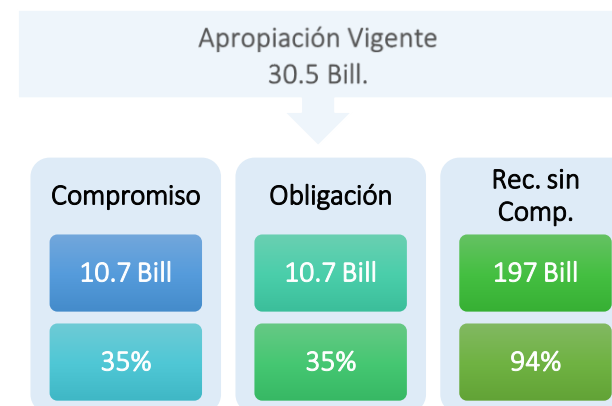 Apropiación Vigente
30.5 Bill.
Compromiso
10.7 Bill
35%
Obligación
10.7 Bill
35%
Rec. sin
Comp.
197 Bill
94%